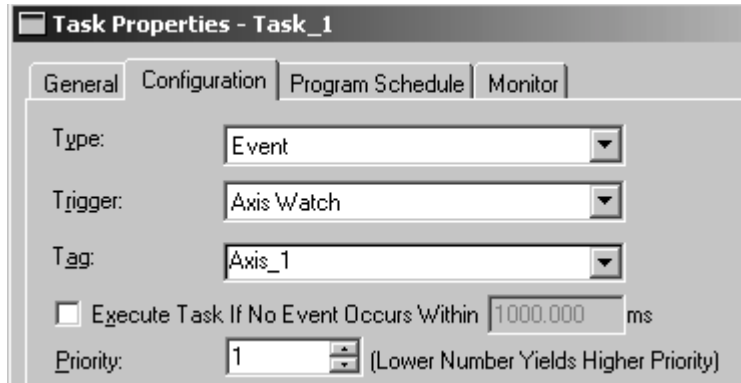 Task Properties - Task_1
General Configuration Program Schedule Monitor
Type: Event
Trigger: Axis Watch
Tag: Axis_1
Execute Task If No Event Occurs Within 1000.000 ms
Priority: 1 (Lower Number Yields Higher Priority)